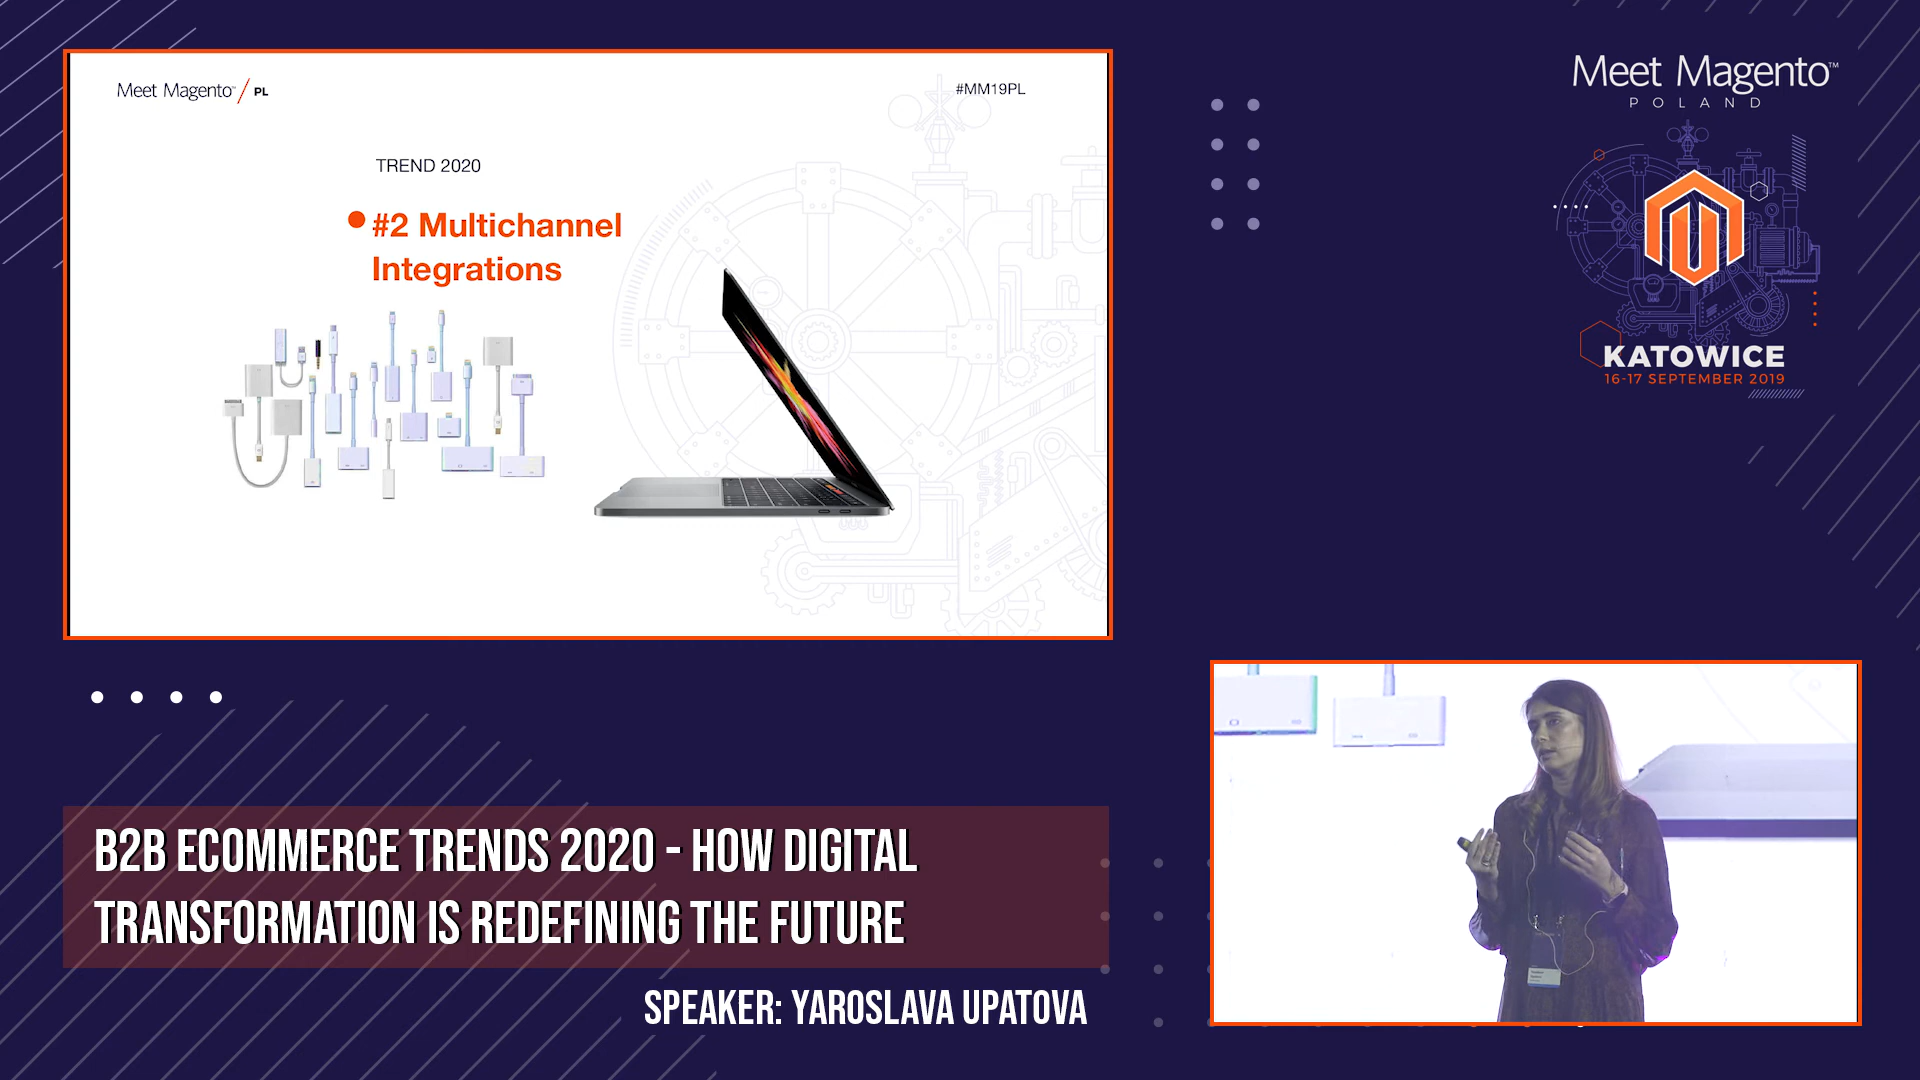 Meet Magento™ / PL
#MM19PL
TREND 2020
#2 Multichannel
Integrations
Meet Magento™
POLAND
KATOWICE
16-17 SEPTEMBER 2019
B2B ECOMMERCE TRENDS 2020 - HOW DIGITAL
TRANSFORMATION IS REDEFINING THE FUTURE
SPEAKER: YAROSLAVA UPATOVA